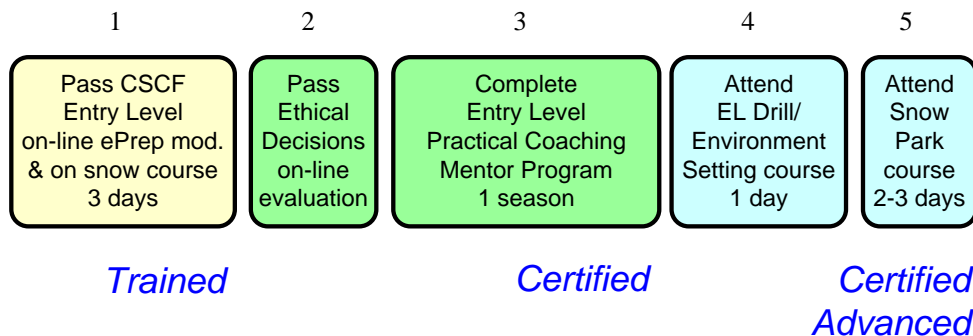 1
2
3
4
5
Pass CSCF
Entry Level
on-line ePrep mod.
& on snow course
3 days
Pass
Ethical
Decisions
on-line
evaluation
Complete
Entry Level
Practical Coaching
Mentor Program
1 season
Attend
EL Drill/
Environment
Setting course
1 day
Attend
Snow
Park
course
2-3 days
Trained
Certified
Certified
Advanced